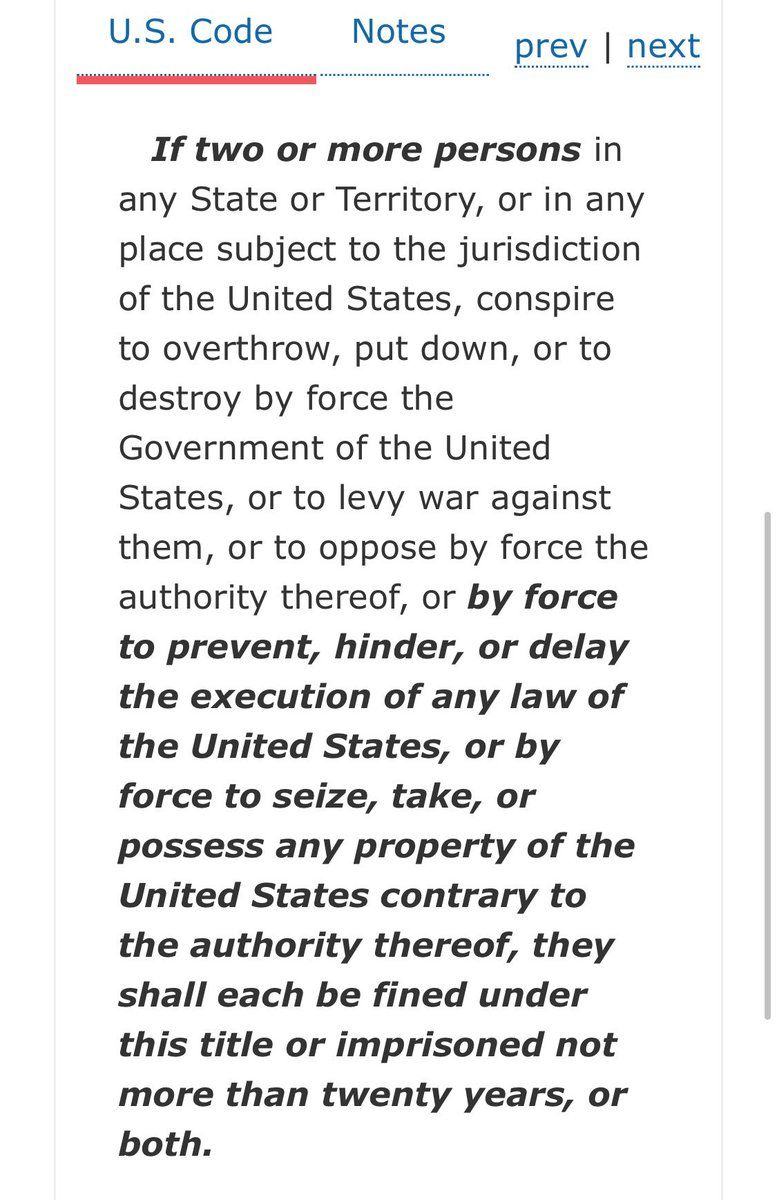 U.S. Code Notes prev | next
If two or more persons in
any State or Territory, or in any
place subject to the jurisdiction
of the United States, conspire
to overthrow, put down, or to
destroy by force the
Government of the United
States, or to levy war against
them, or to oppose by force the
authority thereof, or by force
to prevent, hinder, or delay
the execution of any law of
the United States, or by
force to seize, take, or
possess any property of the
United States contrary to
the authority thereof, they
shall each be fined under
this title or imprisoned not
more than twenty years, or
both.